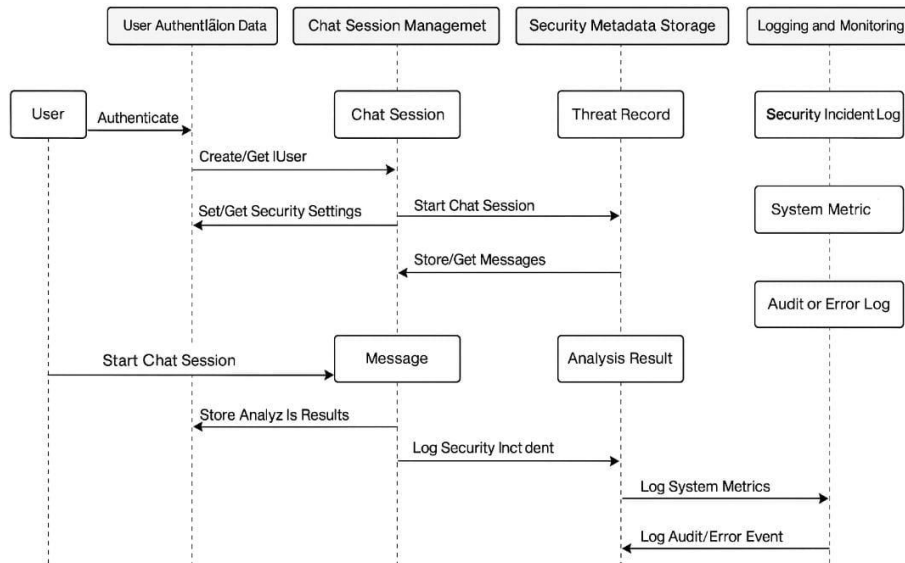 User Authentlãlon Data
Chat Session Managemet
Security Metadata Storage
Logging and Monitoring
User
Authenticate
Chat Session
Threat Record
Security Incident Log
Create/Get lUser
Set/Get Security Settings
Start Chat Session
System Metric
Store/Get Messages
Audit or Error Log
Start Chat Session
Message
Analysis Result
Store Analyz Is Results
Log Security Inct dent
Log System Metrics
Log Audit/Error Event